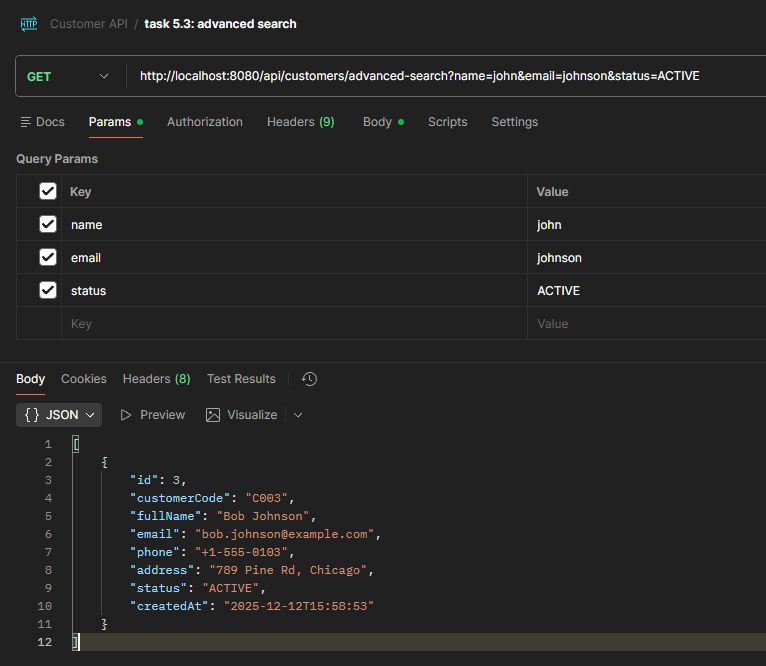 HTTP Customer API / task 5.3: advanced search
GET http://localhost:8080/api/customers/advanced-search?name=john&email=johnson&status=ACTIVE
Docs Params Authorization Headers (9) Body Scripts Settings
Query Params
Key Value
name john
email johnson
status ACTIVE
Key Value
Body Cookies Headers (8) Test Results
{} JSON Preview Visualize
1 [
2 {
3 "id": 3,
4 "customerCode": "C003",
5 "fullName": "Bob Johnson",
6 "email": "bob.johnson@example.com",
7 "phone": "+1-555-0103",
8 "address": "789 Pine Rd, Chicago",
9 "status": "ACTIVE",
10 "createdAt": "2025-12-12T15:58:53"
11 }
12 ]